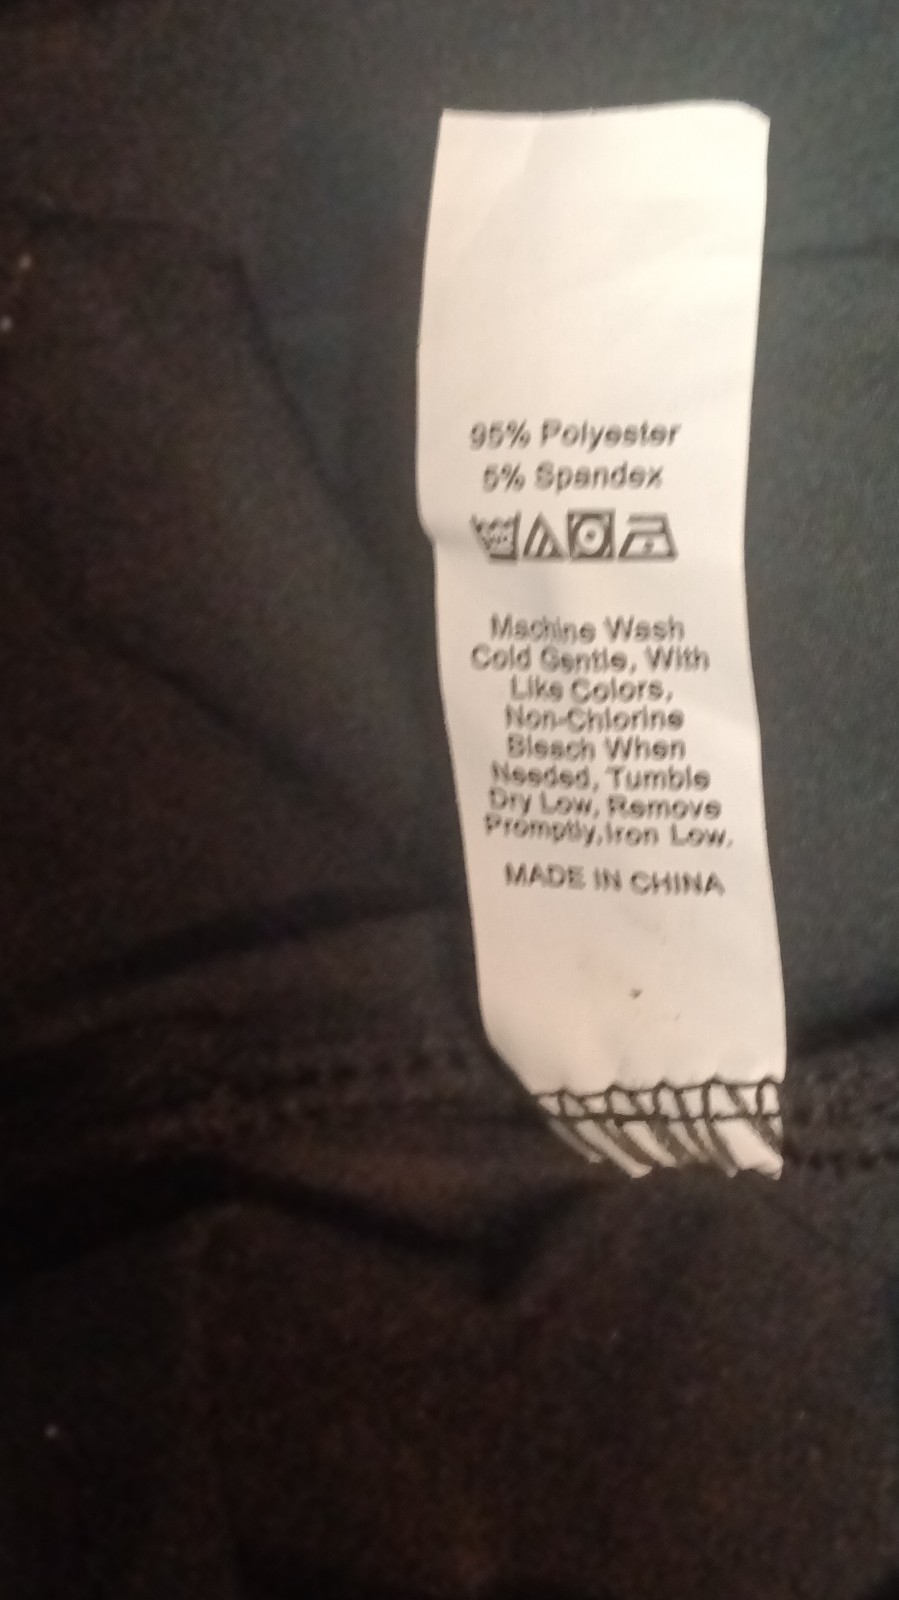 95% Polyester
5% Spandex
Machine Wash
Cold Gentle, With
Like Colors,
Non-Chlorine
Bleach When
Needed, Tumble
Dry Low, Remove
Promptly,Iron Low.
MADE IN CHINA